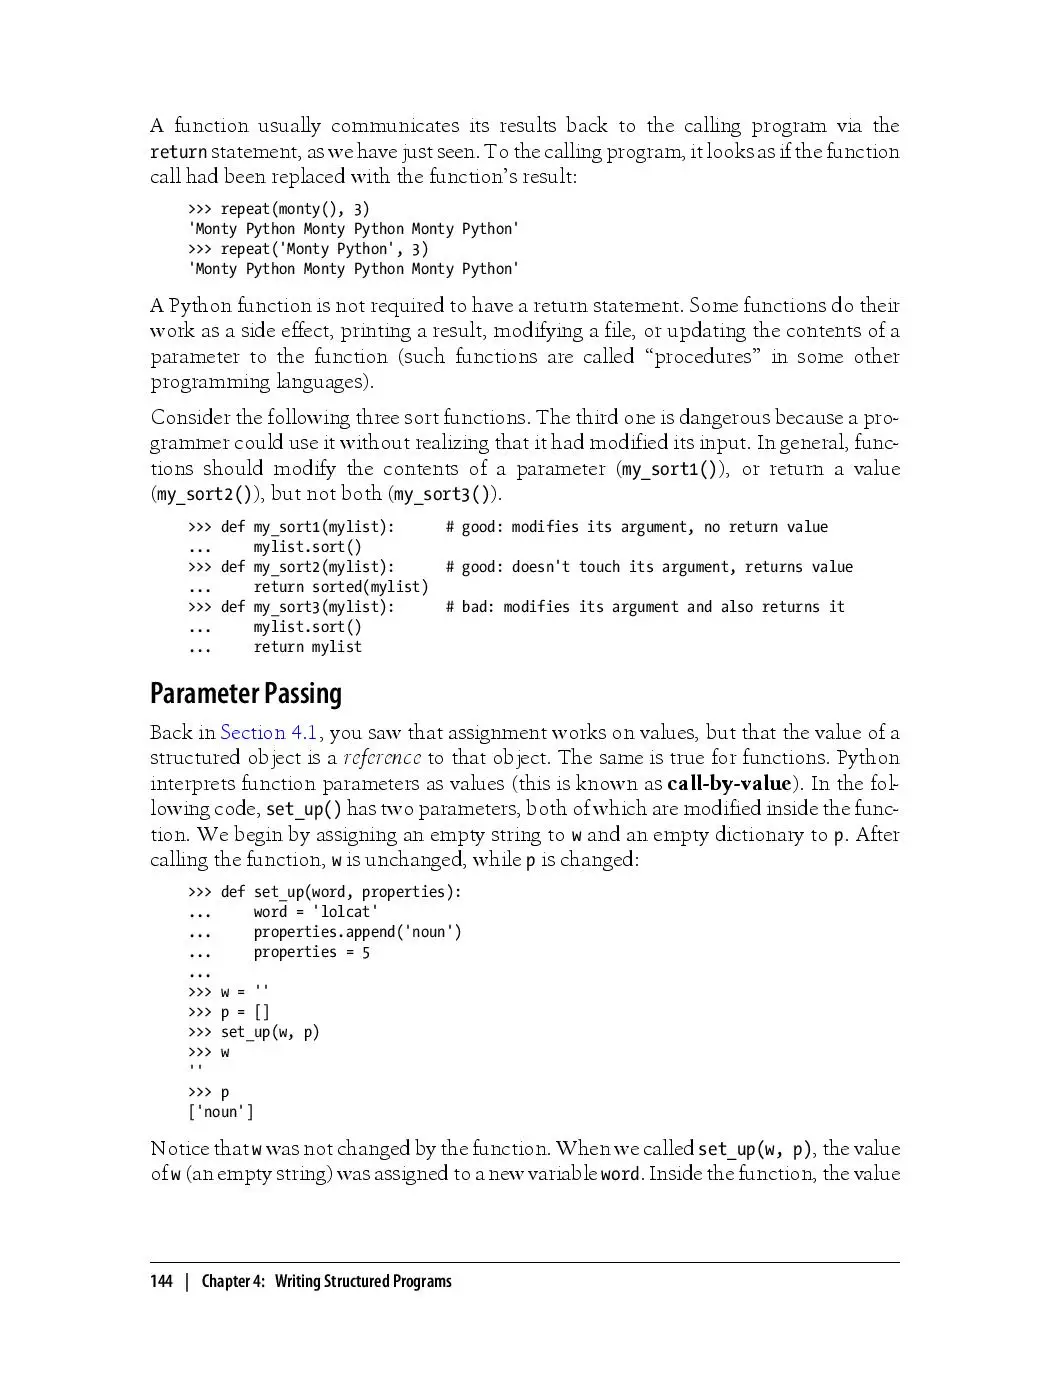 A function usually communicates its results back to the calling program via the
return statement, as we have just seen. To the calling program, it looks as if the function
call had been replaced with the function’s result:
>>> repeat(monty(), 3)
'Monty Python Monty Python Monty Python'
>>> repeat('Monty Python', 3)
'Monty Python Monty Python Monty Python'
A Python function is not required to have a return statement. Some functions do their
work as a side effect, printing a result, modifying a file, or updating the contents of a
parameter to the function (such functions are called “procedures” in some other
programming languages).
Consider the following three sort functions. The third one is dangerous because a pro-
grammer could use it without realizing that it had modified its input. In general, func-
tions should modify the contents of a parameter (my_sort1()), or return a value
(my_sort2()), but not both (my_sort3()).
>>> def my_sort1(mylist):      # good: modifies its argument, no return value
...     mylist.sort()
>>> def my_sort2(mylist):      # good: doesn't touch its argument, returns value
...     return sorted(mylist)
>>> def my_sort3(mylist):      # bad: modifies its argument and also returns it
...     mylist.sort()
...     return mylist
Parameter Passing
Back in Section 4.1, you saw that assignment works on values, but that the value of a
structured object is a reference to that object. The same is true for functions. Python
interprets function parameters as values (this is known as call-by-value). In the fol-
lowing code, set_up() has two parameters, both of which are modified inside the func-
tion. We begin by assigning an empty string to w and an empty dictionary to p. After
calling the function, w is unchanged, while p is changed:
>>> def set_up(word, properties):
...     word = 'lolcat'
...     properties.append('noun')
...     properties = 5
...
>>> w = ''
>>> p = []
>>> set_up(w, p)
>>> w
''
>>> p
['noun']
Notice that w was not changed by the function. When we called set_up(w, p), the value
of w (an empty string) was assigned to a new variable word. Inside the function, the value
144 | Chapter 4: Writing Structured Programs